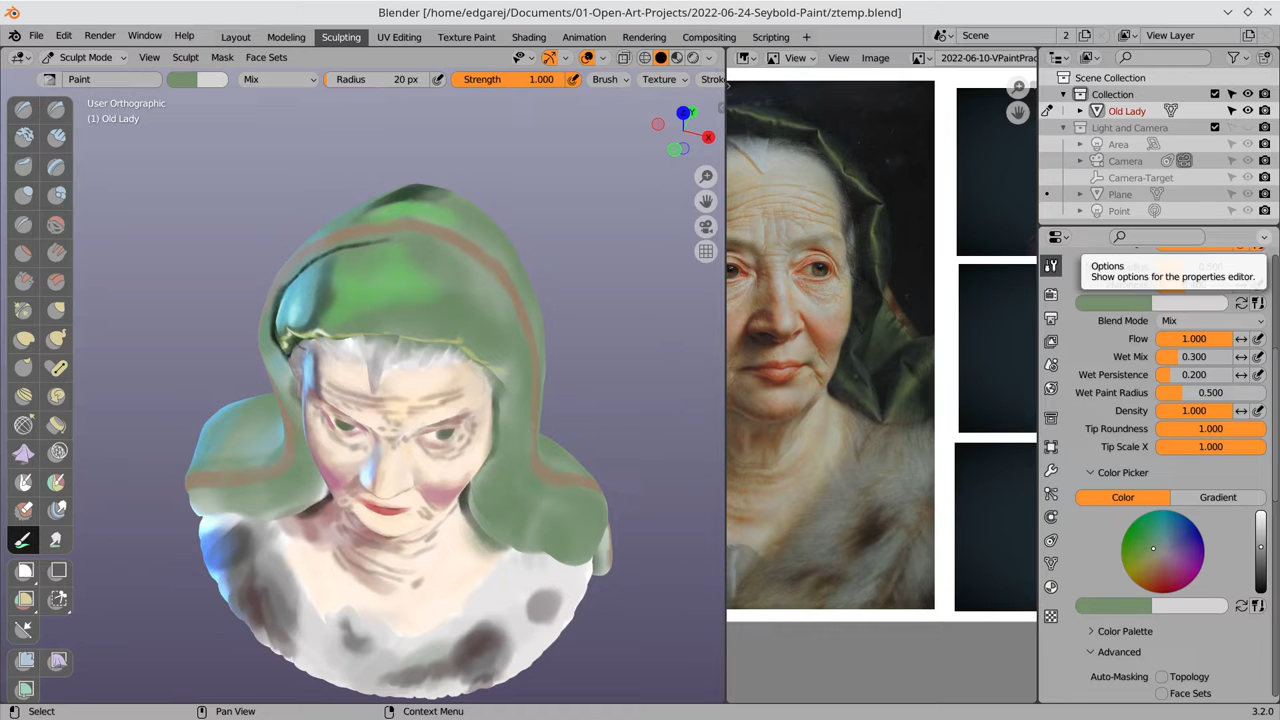 Blender [/home/edgarej/Documents/01-Open-Art-Projects/2022-06-24-Seybold-Paint/ztemp.blend]
File Edit Render Window Help Layout Modeling Sculpting UV Editing Texture Paint Shading Animation Rendering Compositing Scripting Scene 2 View Layer
Sculpt Mode View Sculpt Mask Face Sets View Image 2022-06-10-VPaintPrac
Paint Mix Radius 20 px Strength 1.000 Brush Texture Strok
User Orthographic
(1) Old Lady
Z
Y
X
Scene Collection
Collection
Old Lady
Light and Camera
Area
Camera
Camera-Target
Plane
Point
Options
Show options for the properties editor.
Blend Mode Mix
Flow 1.000
Wet Mix 0.300
Wet Persistence 0.200
Wet Paint Radius 0.500
Density 1.000
Tip Roundness 1.000
Tip Scale X 1.000
Color Picker
Color Gradient
Color Palette
Advanced
Auto-Masking Topology
Face Sets
Select Pan View Context Menu 3.2.0